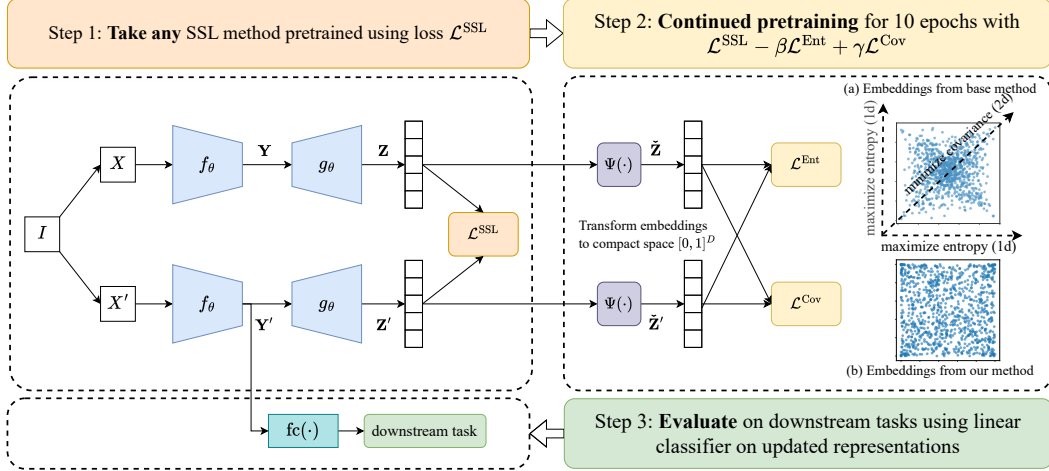 Step 1: Take any SSL method pretrained using loss ℒ^SSL
Step 2: Continued pretraining for 10 epochs with
ℒ^SSL − βℒ^Ent + γℒ^Cov
I
X
f_θ
Y
g_θ
Z
ℒ^SSL
X′
f_θ
Y′
g_θ
Z′
Ψ(·)
Ž
Transform embeddings
to compact space [0, 1]^D
Ψ(·)
Ž′
ℒ^Ent
ℒ^Cov
(a) Embeddings from base method
maximize entropy (1d)
minimize covariance (2d)
maximize entropy (1d)
(b) Embeddings from our method
fc(·)
downstream task
Step 3: Evaluate on downstream tasks using linear
classifier on updated representations